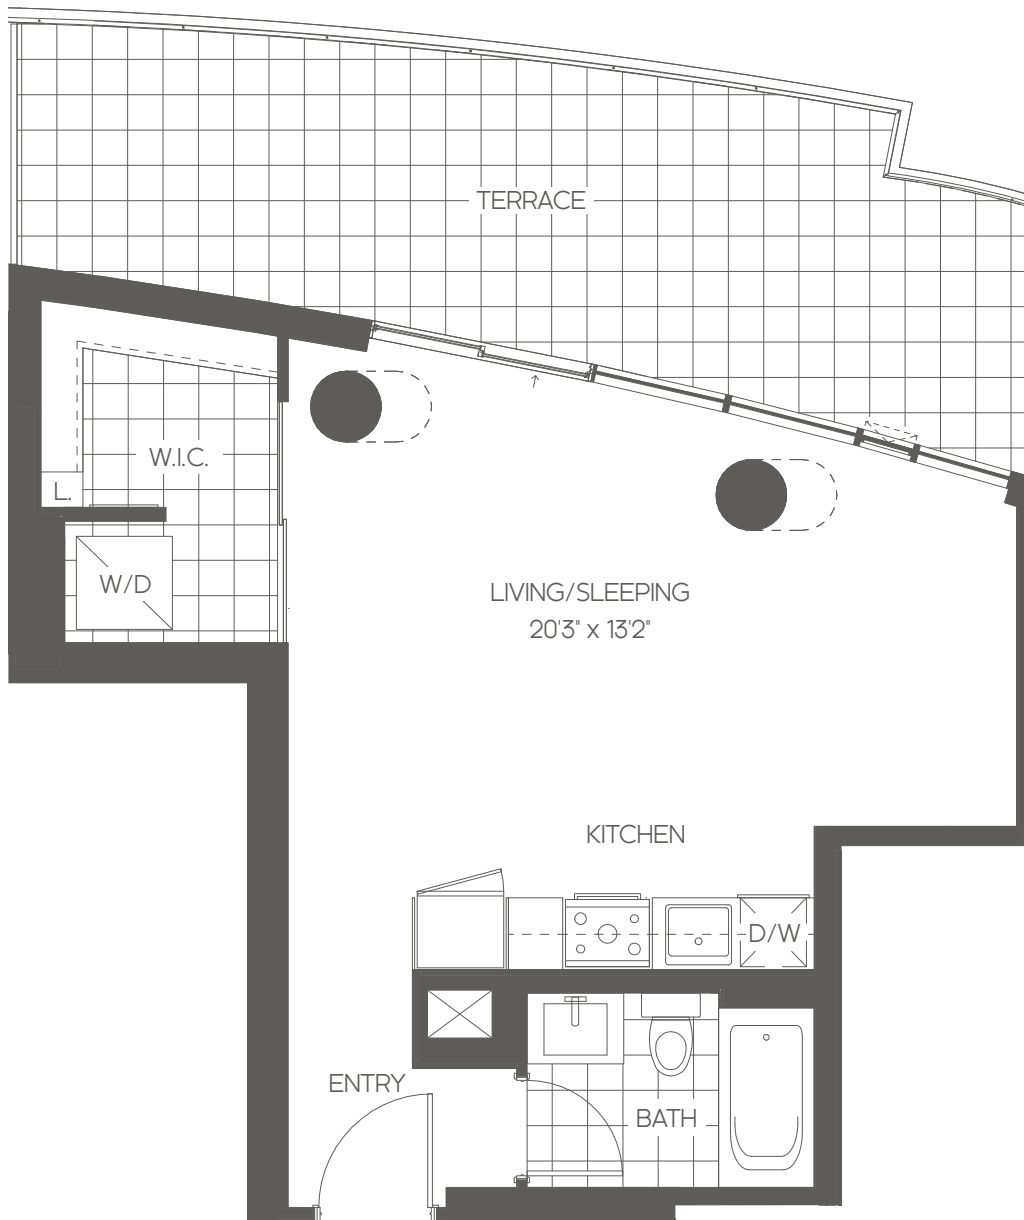 TERRACE
W.I.C.
L.
W/D
LIVING/SLEEPING
20'3" x 13'2"
KITCHEN
D/W
ENTRY
BATH